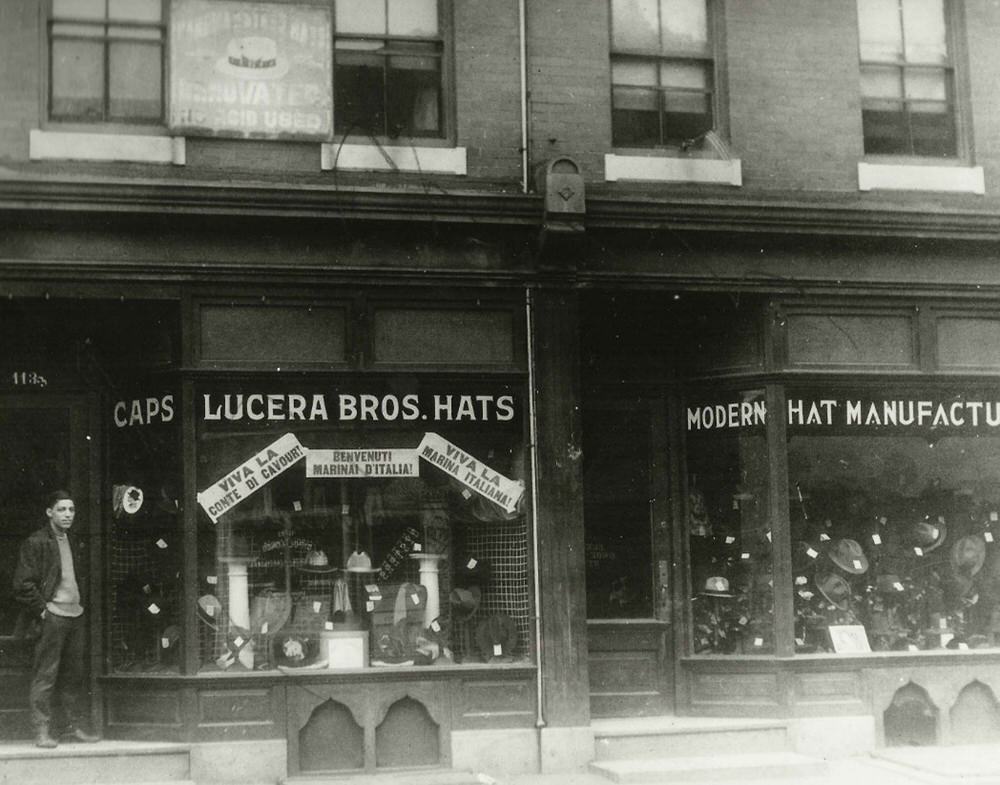 RENOVATED
NO ACID USED
113
CAPS
LUCERA BROS. HATS
MODERN HAT MANUFACTU
VIVA LA
CONTE DI CAVOUR!
BENVENUTI
MARINAI D'ITALIA!
VIVA LA
MARINA ITALIANA!